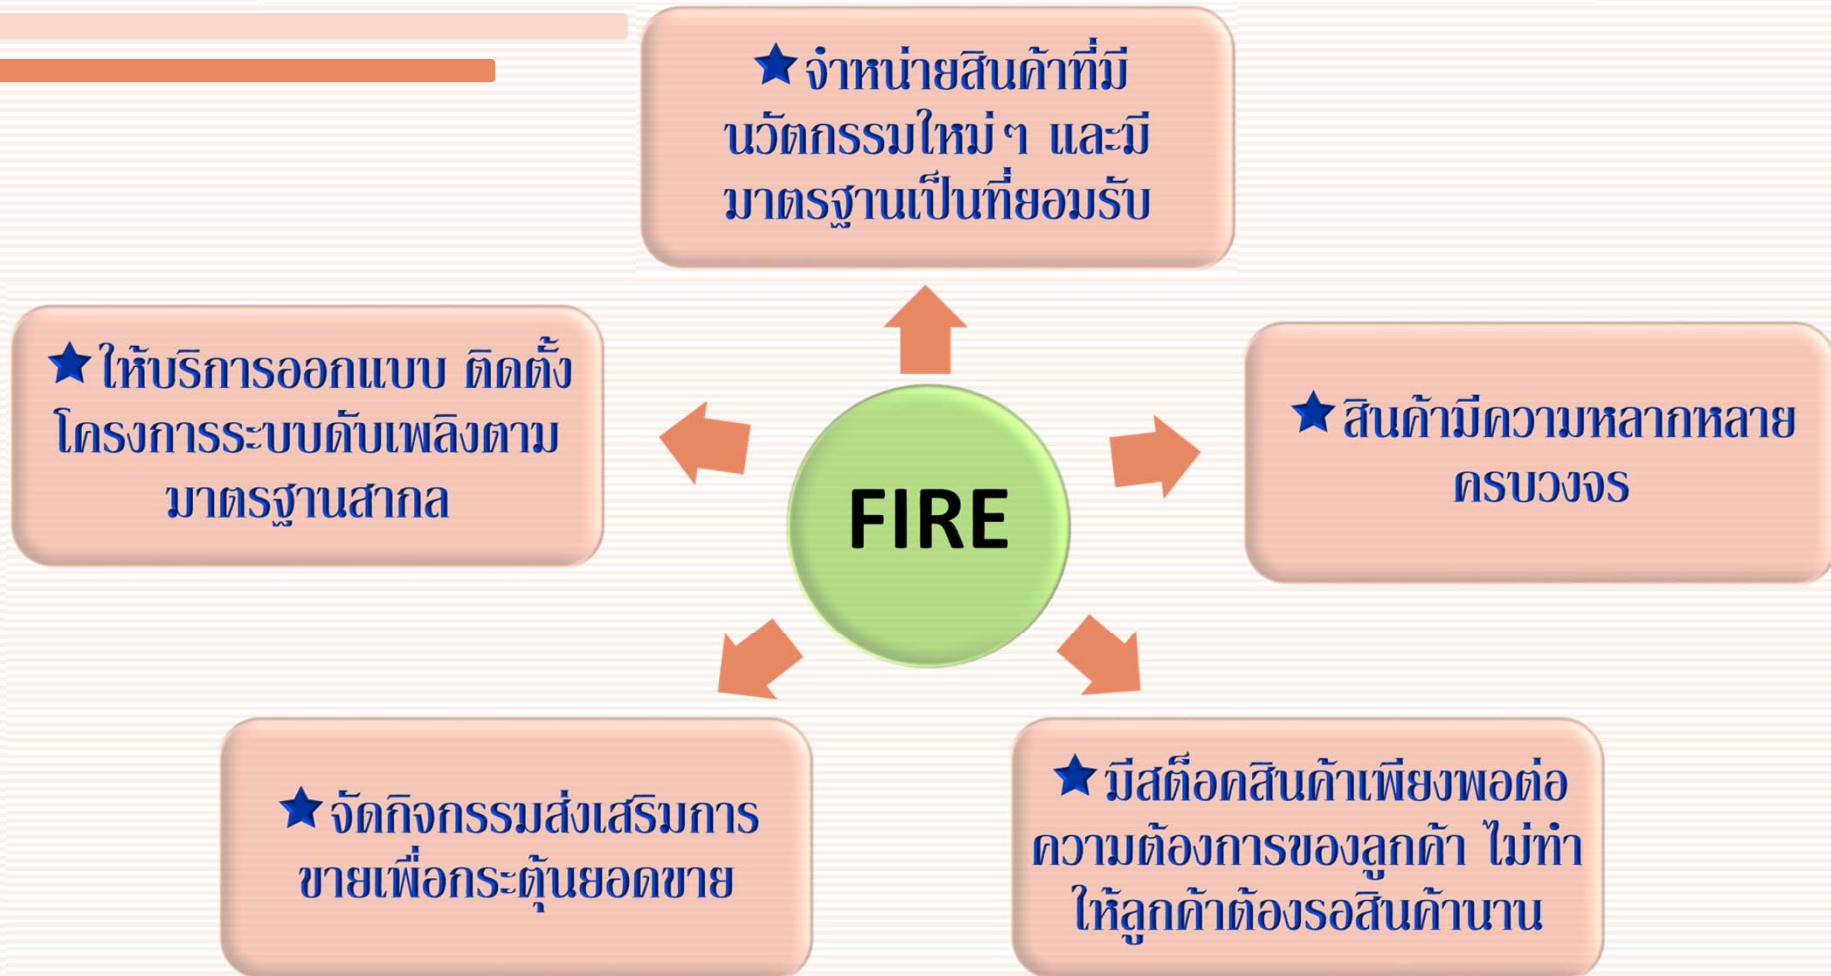 ★ จำหน่ายสินค้าที่มี
นวัตกรรมใหม่ๆ และมี
มาตรฐานเป็นที่ยอมรับ
★ ให้บริการออกแบบ ติดตั้ง
โครงการระบบดับเพลิงตาม
มาตรฐานสากล
★ สินค้ามีความหลากหลาย
ครบวงจร
FIRE
★ จัดกิจกรรมส่งเสริมการ
ขายเพื่อกระตุ้นยอดขาย
★ มีสต็อคสินค้าเพียงพอต่อ
ความต้องการของลูกค้า ไม่ทำ
ให้ลูกค้าต้องรอสินค้านาน